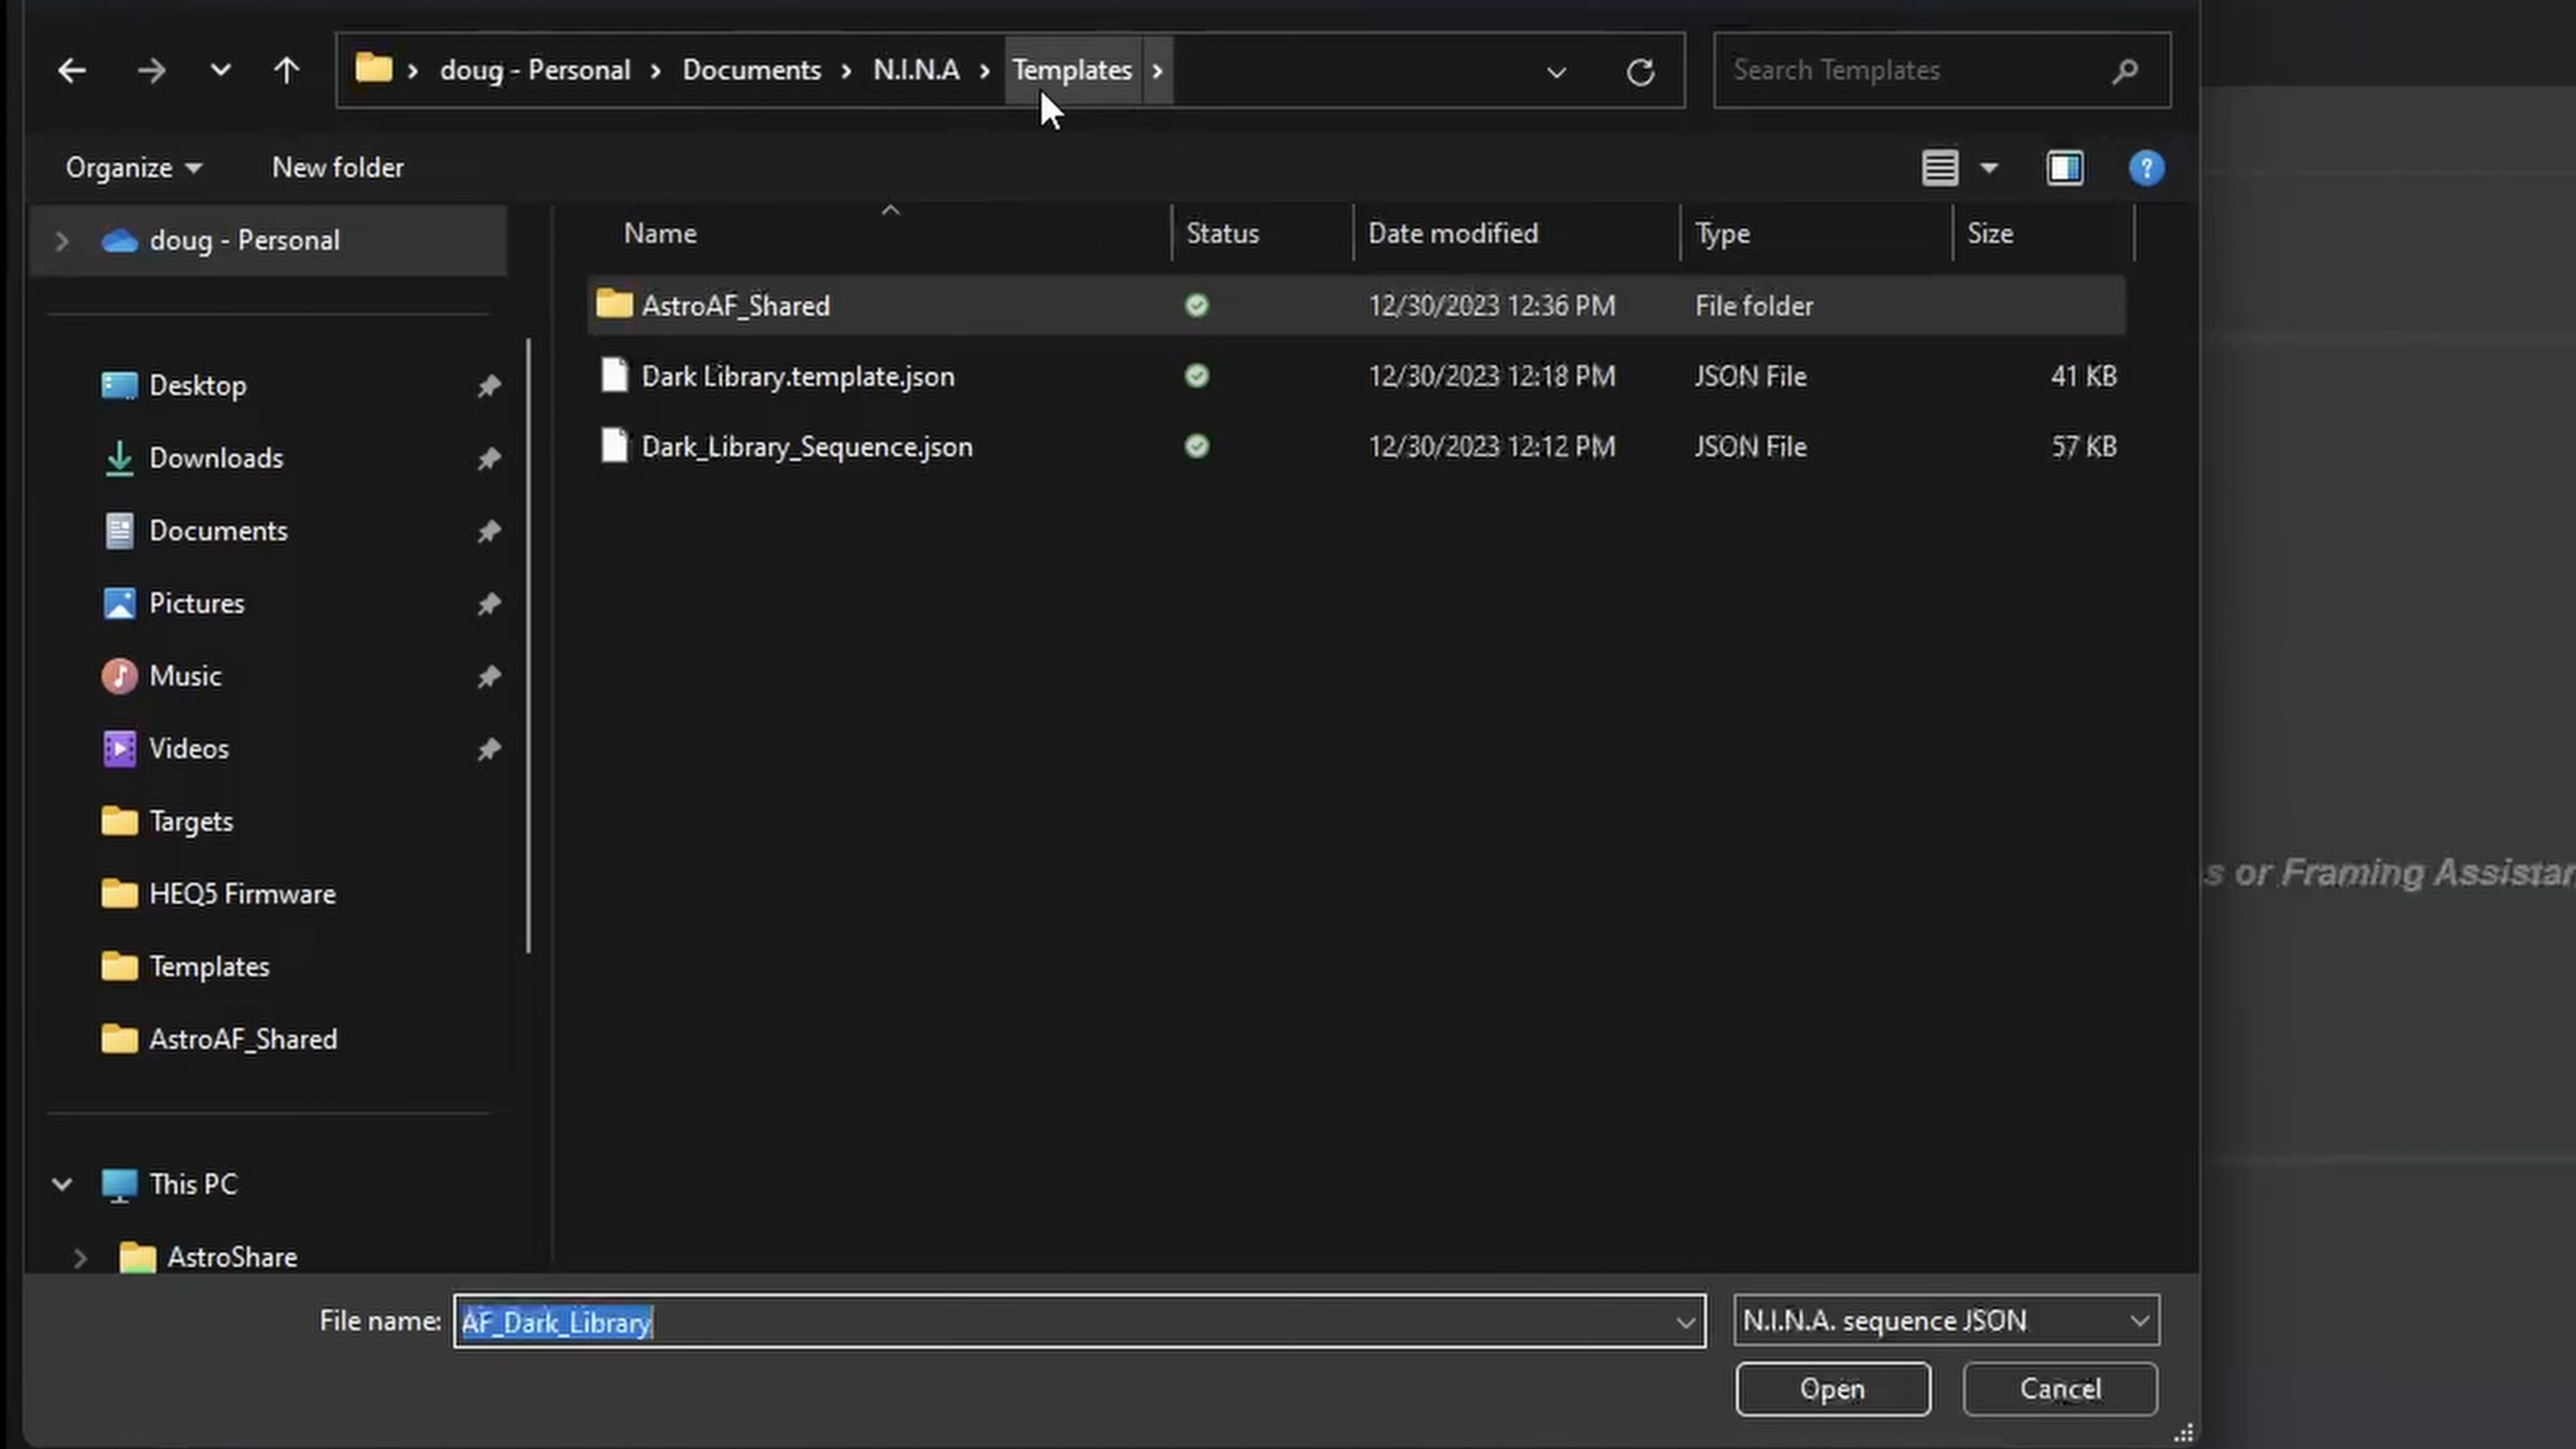 doug - Personal > Documents > N.I.N.A > Templates >
Search Templates
Organize
New folder
?
doug - Personal
Desktop
Downloads
Documents
Pictures
Music
Videos
Targets
HEQ5 Firmware
Templates
AstroAF_Shared
This PC
AstroShare
Name Status Date modified Type Size
AstroAF_Shared 12/30/2023 12:36 PM File folder
Dark Library.template.json 12/30/2023 12:18 PM JSON File 41 KB
Dark_Library_Sequence.json 12/30/2023 12:12 PM JSON File 57 KB
or Framing
File name: AF_Dark_Library
N.I.N.A. sequence JSON
Open
Cancel